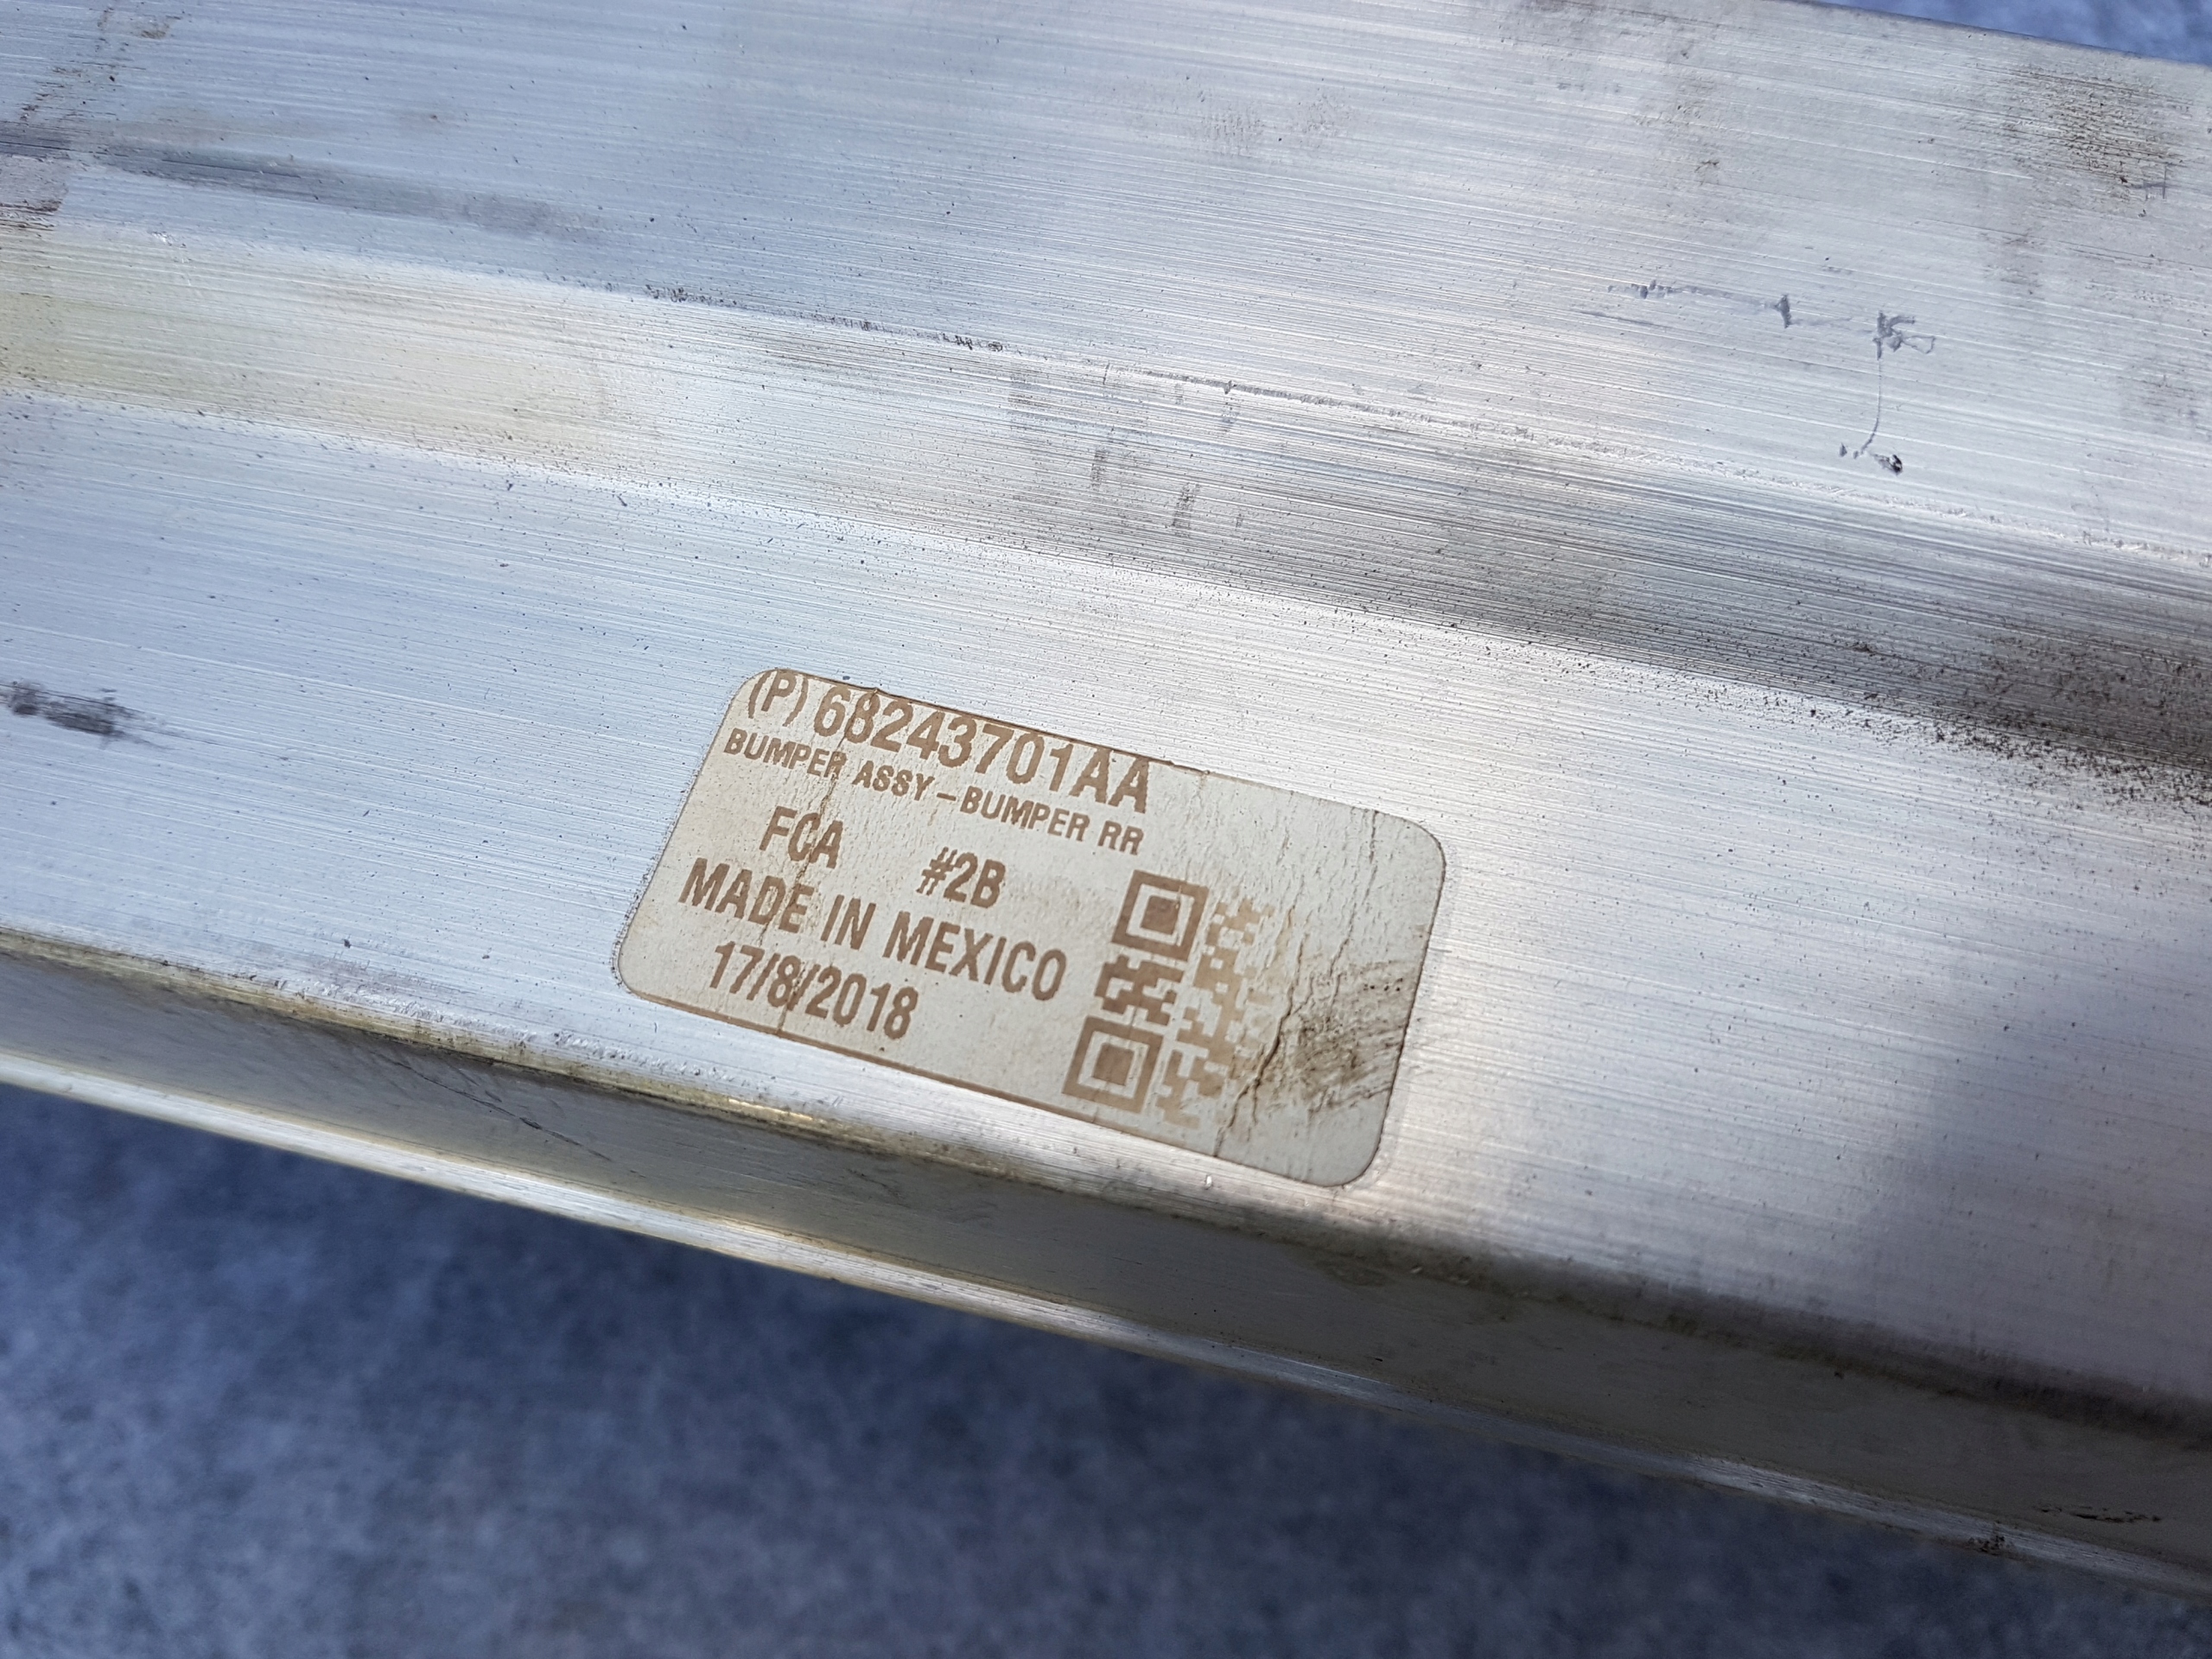 (P) 68243701AA
BUMPER ASSY – BUMPER RR
FCA #2B
MADE IN MEXICO
17/8/2018